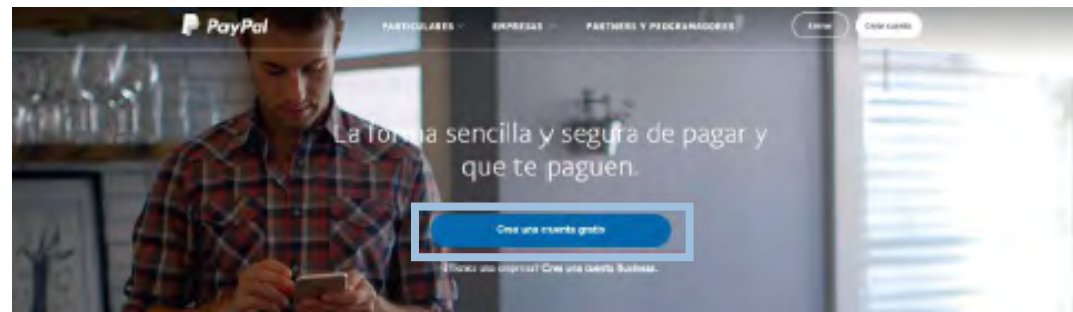 PayPal
PARTICULARES
EMPRESAS
PARTNERS Y PROGRAMADORES
Entrar
Crear cuenta
La forma sencilla y segura de pagar y
que te paguen.
Crea una cuenta gratis
¿Tienes una empresa? Crea una cuenta Business.